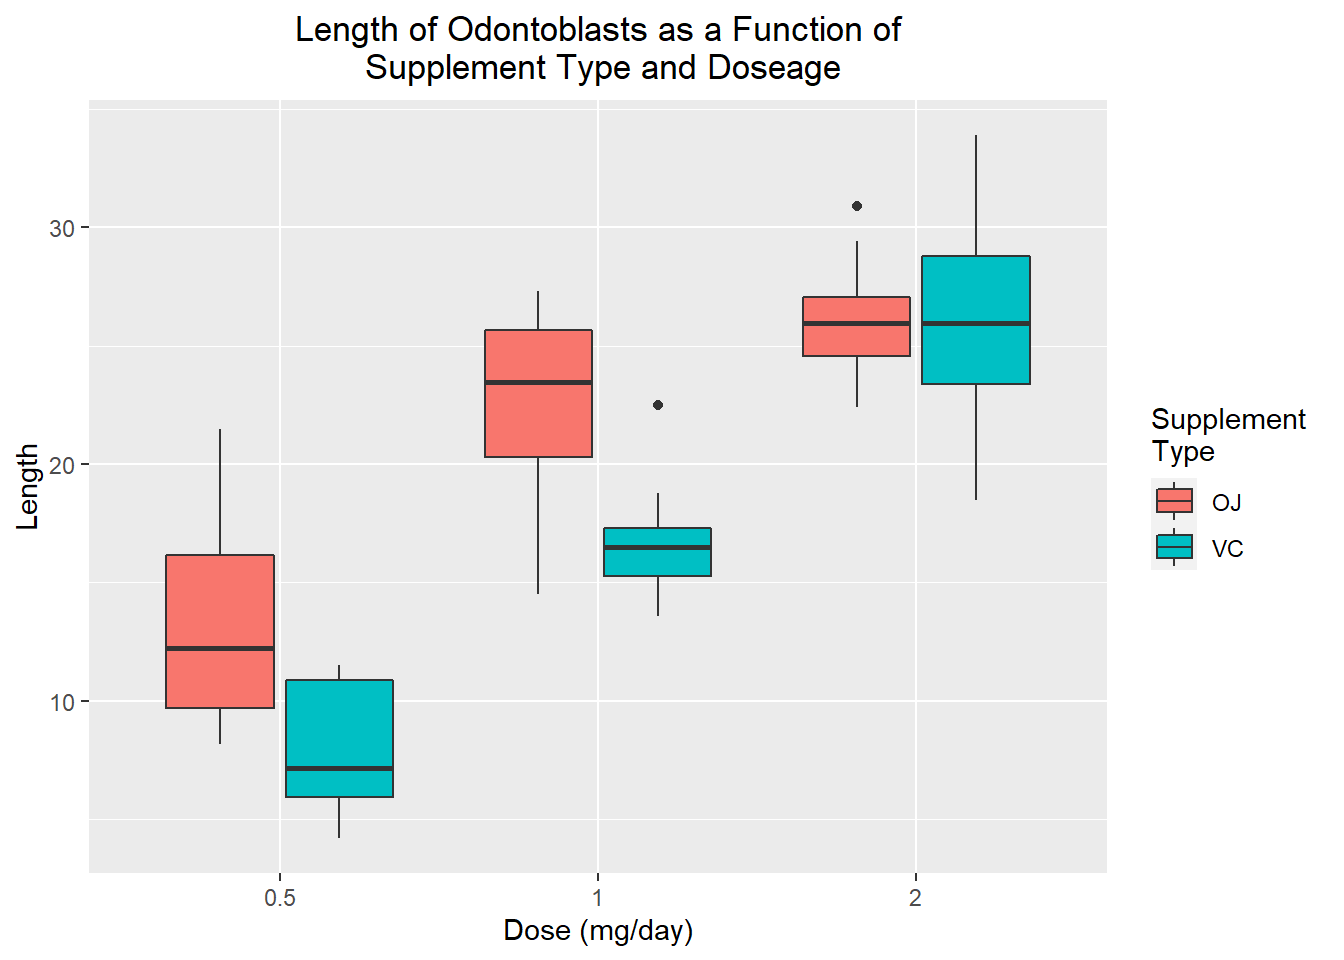 Length of Odontoblasts as a Function of
Supplement Type and Doseage
Length
30
20
10
0.5
1
2
Dose (mg/day)
Supplement
Type
OJ
VC